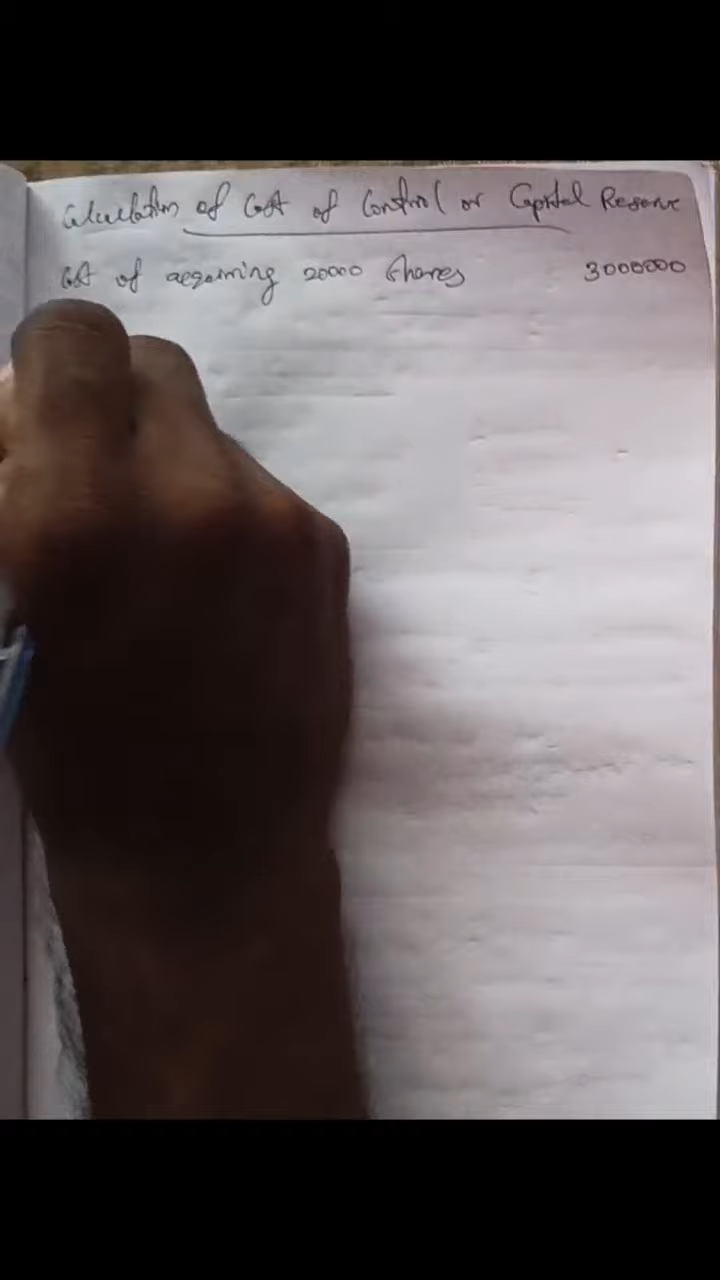 Calculation of Cost of Control or Capital Reserve
Cost of acquiring 20000 Shares 3000000